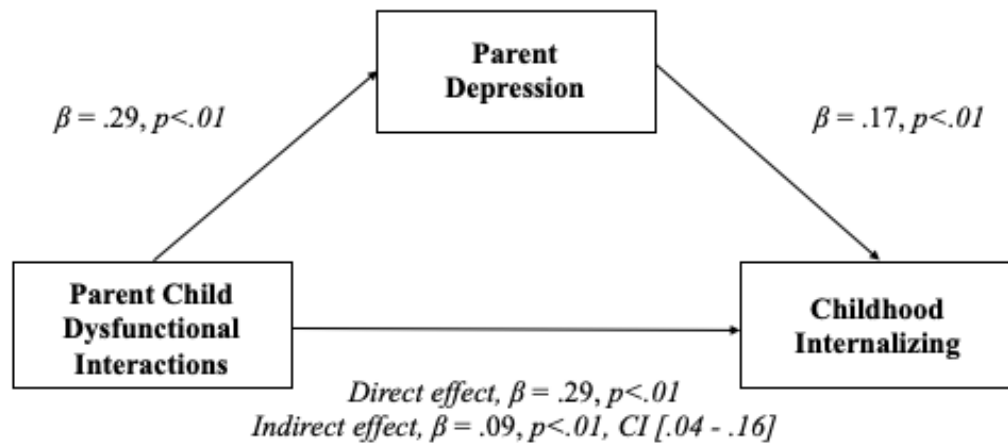 Parent
Depression
β = .29, p<.01
β = .17, p<.01
Parent Child
Dysfunctional
Interactions
Childhood
Internalizing
Direct effect, β = .29, p<.01
Indirect effect, β = .09, p<.01, CI [.04 - .16]